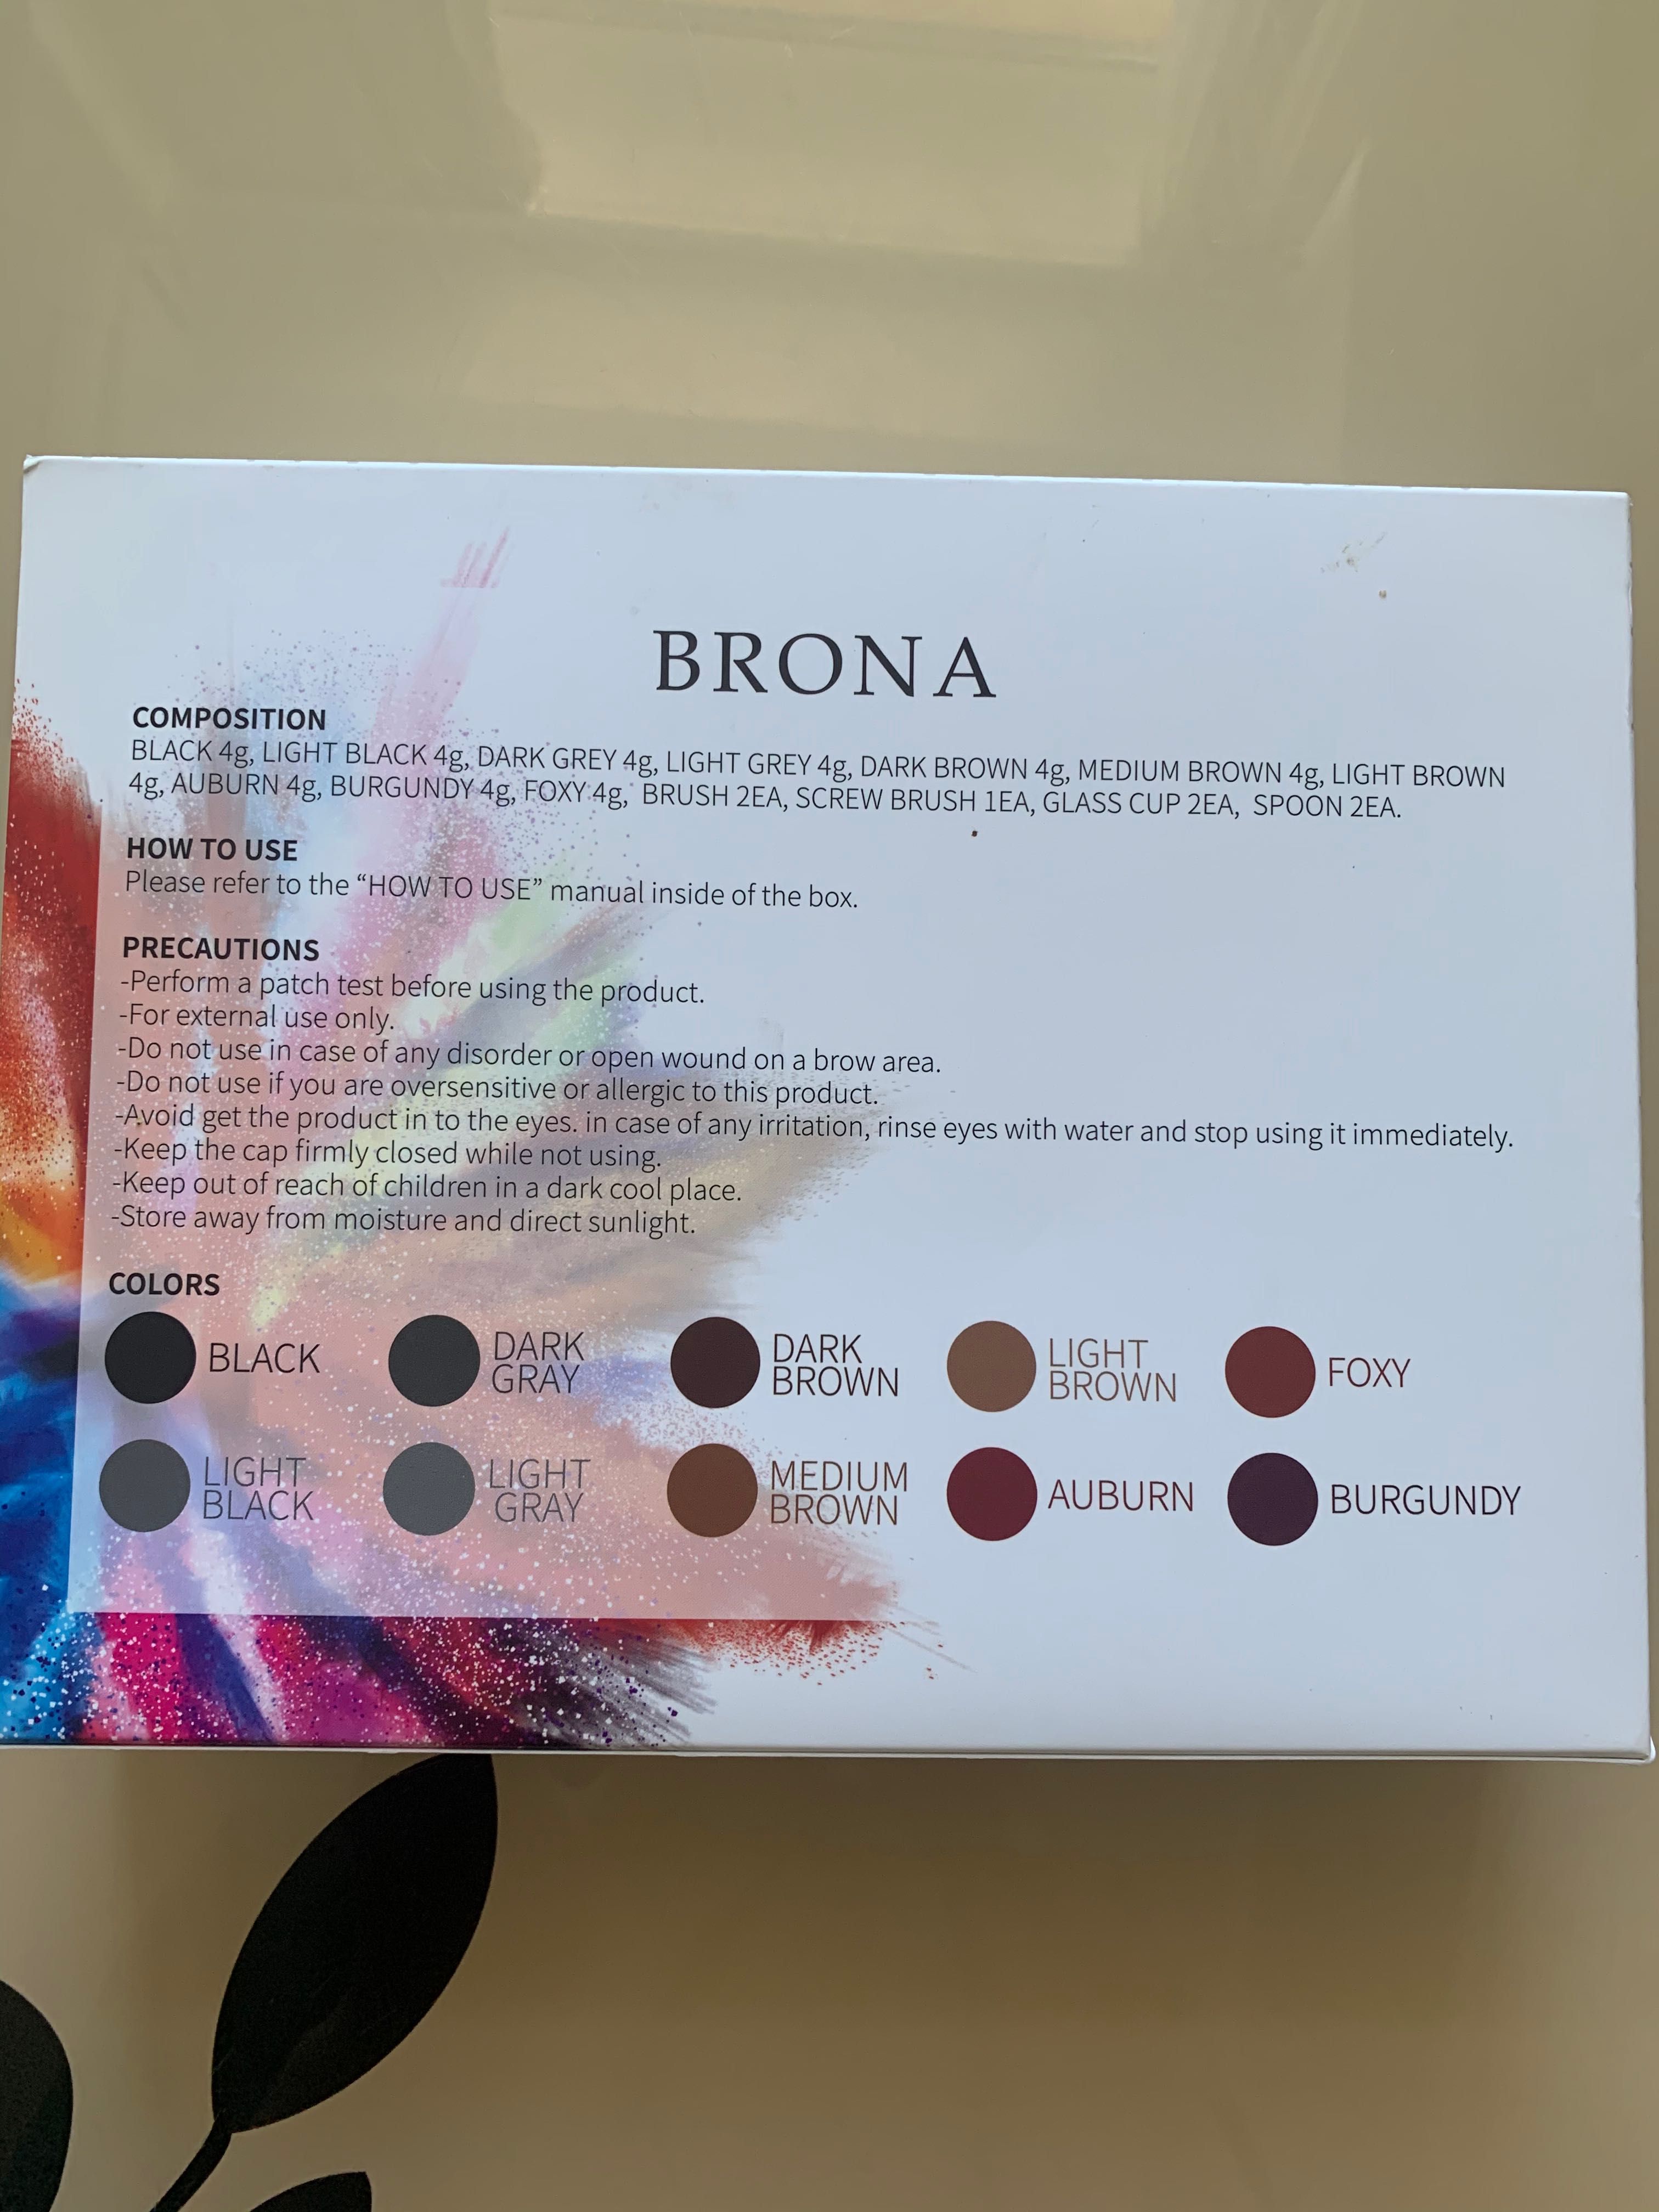 BRONA
COMPOSITION
BLACK 4g, LIGHT BLACK 4g, DARK GREY 4g, LIGHT GREY 4g, DARK BROWN 4g, MEDIUM BROWN 4g, LIGHT BROWN
4g, AUBURN 4g, BURGUNDY 4g, FOXY 4g, BRUSH 2EA, SCREW BRUSH 1EA, GLASS CUP 2EA, SPOON 2EA.
HOW TO USE
Please refer to the “HOW TO USE” manual inside of the box.
PRECAUTIONS
-Perform a patch test before using the product.
-For external use only.
-Do not use in case of any disorder or open wound on a brow area.
-Do not use if you are oversensitive or allergic to this product.
-Avoid get the product in to the eyes. in case of any irritation, rinse eyes with water and stop using it immediately.
-Keep the cap firmly closed while not using.
-Keep out of reach of children in a dark cool place.
-Store away from moisture and direct sunlight.
COLORS
BLACK
DARK
GRAY
DARK
BROWN
LIGHT
BROWN
FOXY
LIGHT
BLACK
LIGHT
GRAY
MEDIUM
BROWN
AUBURN
BURGUNDY